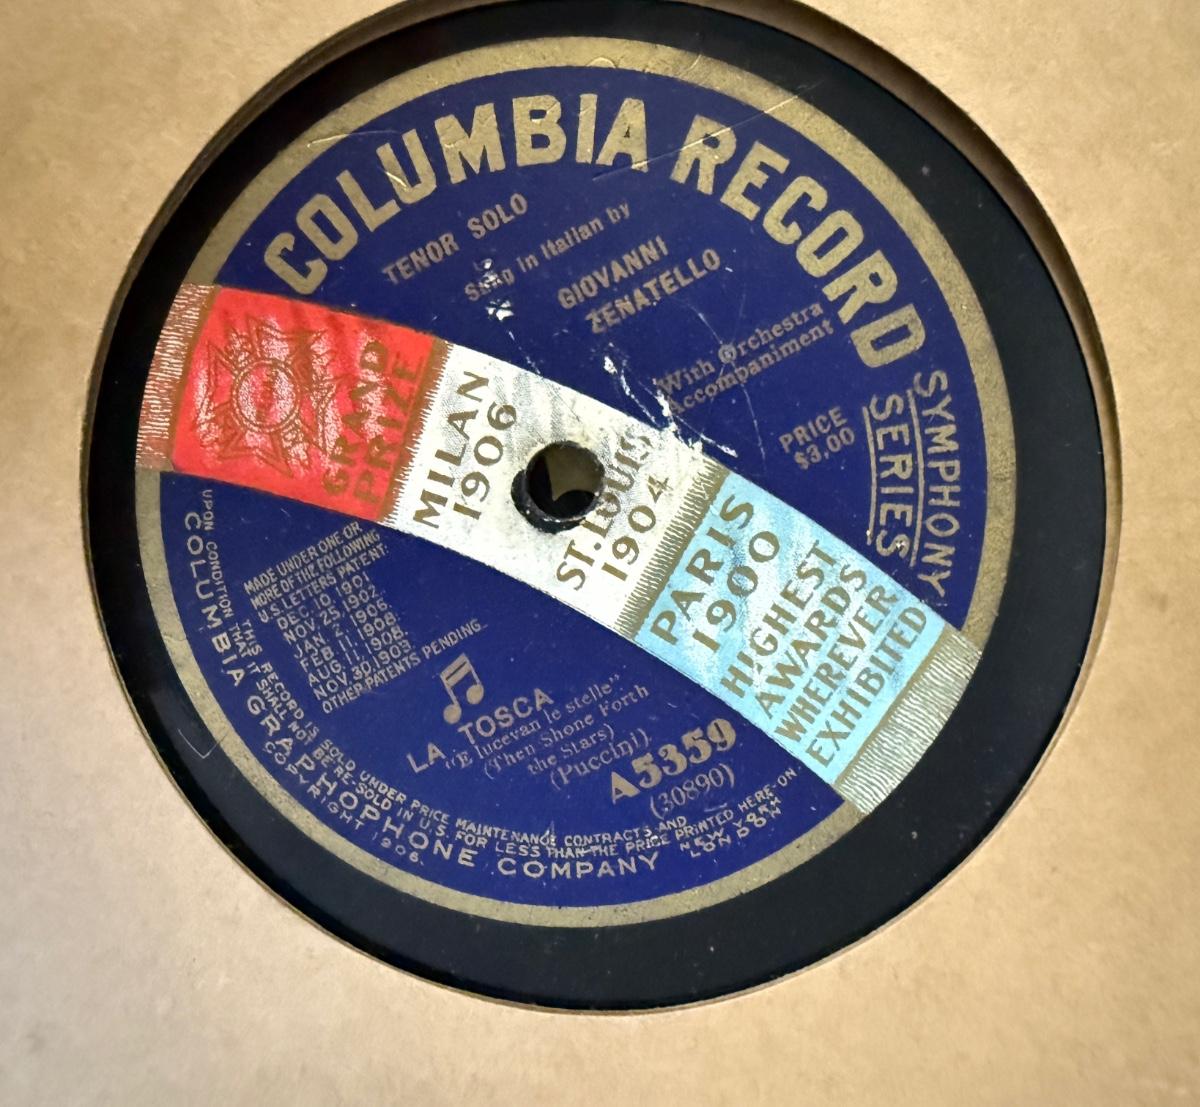 COLUMBIA RECORD
SYMPHONY
SERIES
TENOR SOLO
Sung in Italian by
GIOVANNI
ZENATELLO
With Orchestra
Accompaniment
PRICE
$3,00
GRAND
PRIZE
MILAN
1906
ST. LOUIS
1904
PARIS
1900
HIGHEST
AWARDS
WHEREVER
EXHIBITED
MADE UNDER ONE OR
MORE OF THE FOLLOWING
U.S. LETTERS PATENT:
DEC. 10, 1901.
NOV. 25, 1902.
JAN. 2, 1906.
FEB. 11, 1908.
AUG. 11, 1908.
NOV. 30, 1909.
OTHER PATENTS PENDING.
LA TOSCA
"E lucevan le stelle"
(Then Shone Forth
the Stars)
(Puccini)
A5359
(30890)
THIS RECORD IS SOLD UNDER PRICE MAINTENANCE CONTRACTS AND
UPON CONDITION THAT IT SHALL NOT BE RE-SOLD IN U.S. FOR LESS THAN THE PRICE PRINTED HERE-ON
COLUMBIA GRAPHOPHONE COMPANY
NEW YORK
LONDON
COPYRIGHT 1906.